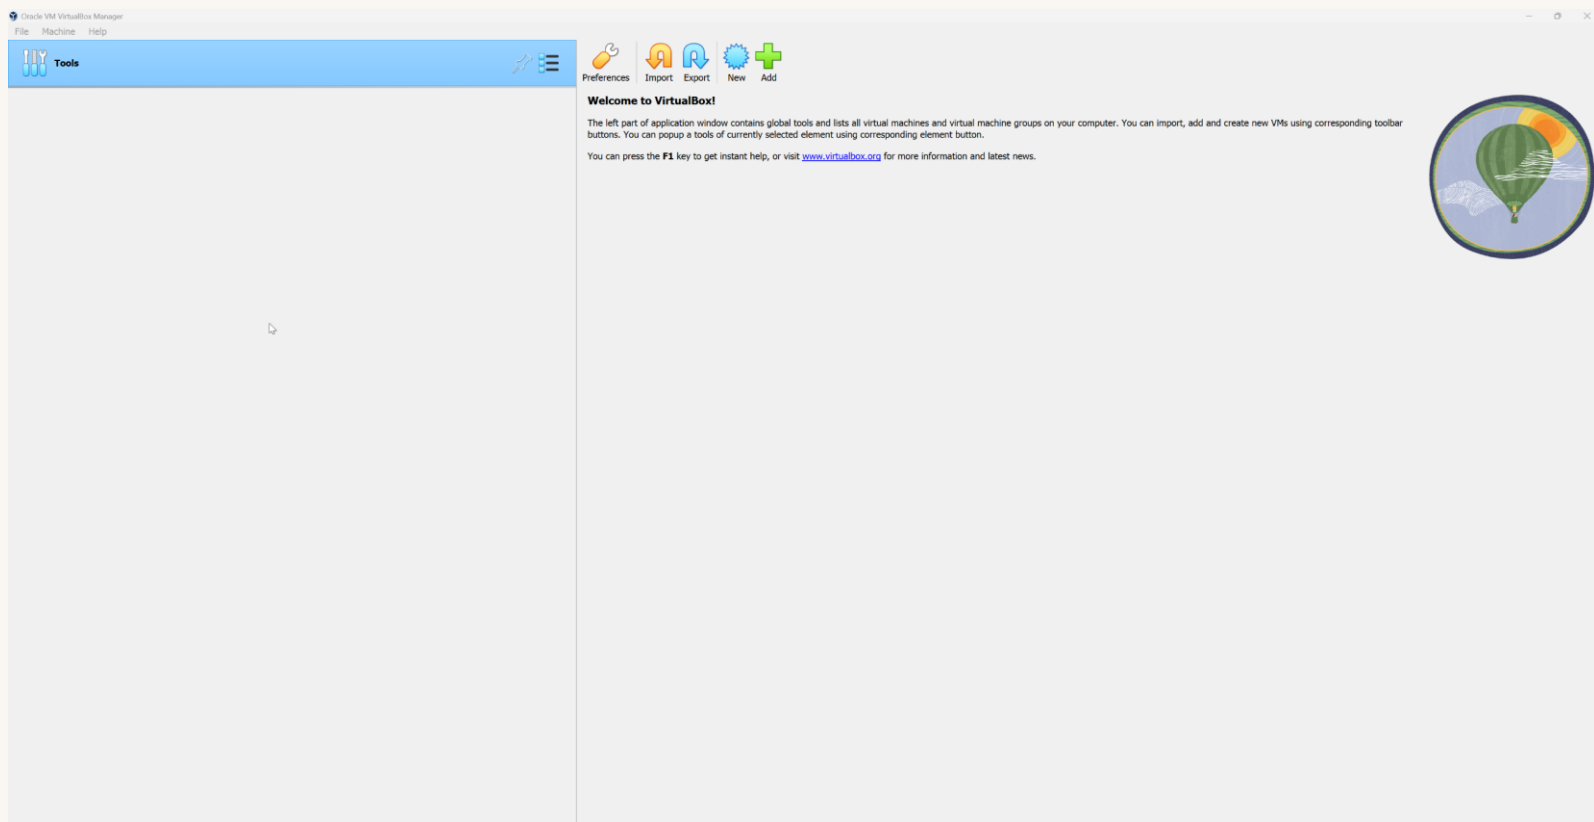 Oracle VM VirtualBox Manager
File Machine Help
Tools
Preferences Import Export New Add
Welcome to VirtualBox!
The left part of application window contains global tools and lists all virtual machines and virtual machine groups on your computer. You can import, add and create new VMs using corresponding toolbar
buttons. You can popup a tools of currently selected element using corresponding element button.
You can press the F1 key to get instant help, or visit www.virtualbox.org for more information and latest news.